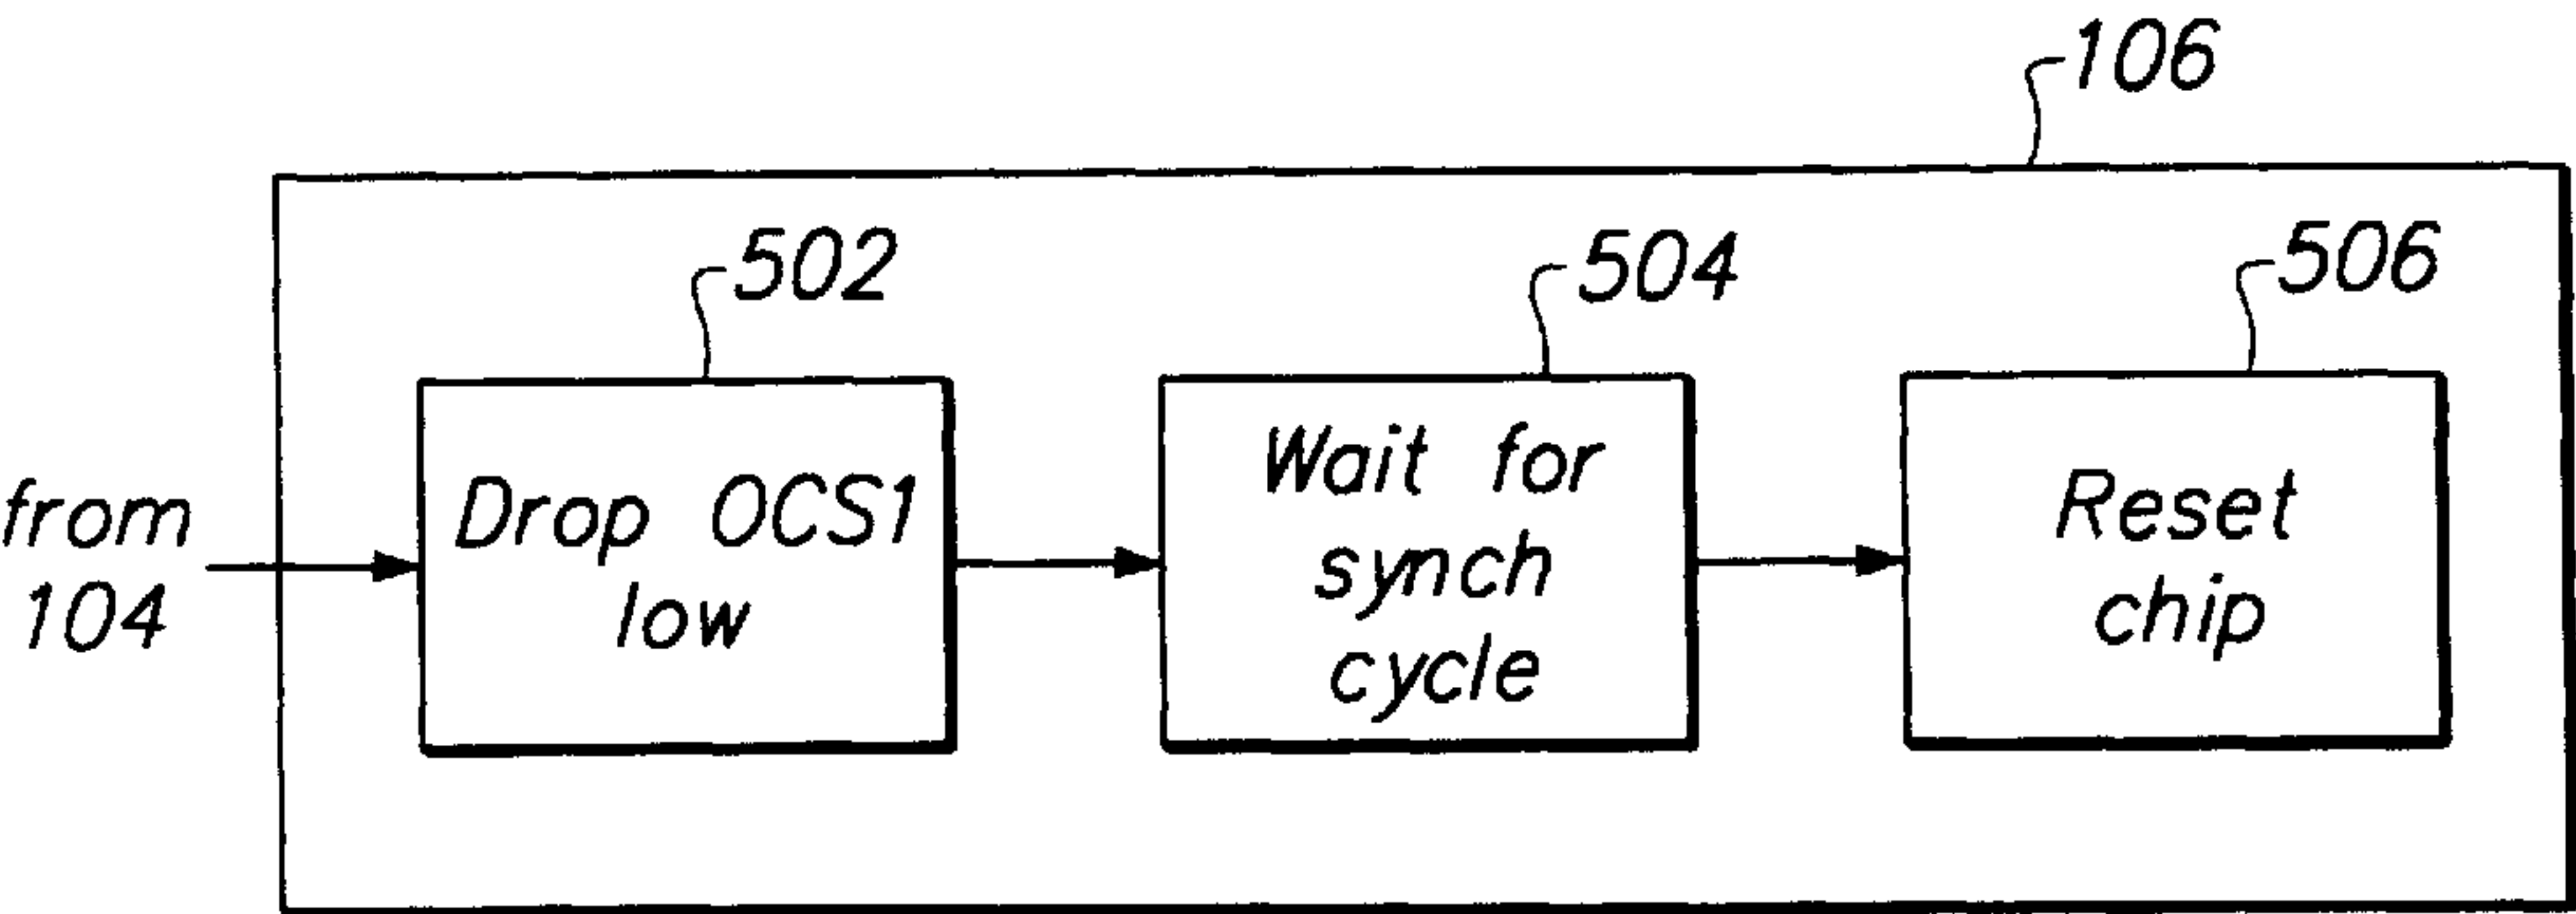 106
502
504
506
from
104
Drop OCS1
low
Wait for
synch
cycle
Reset
chip